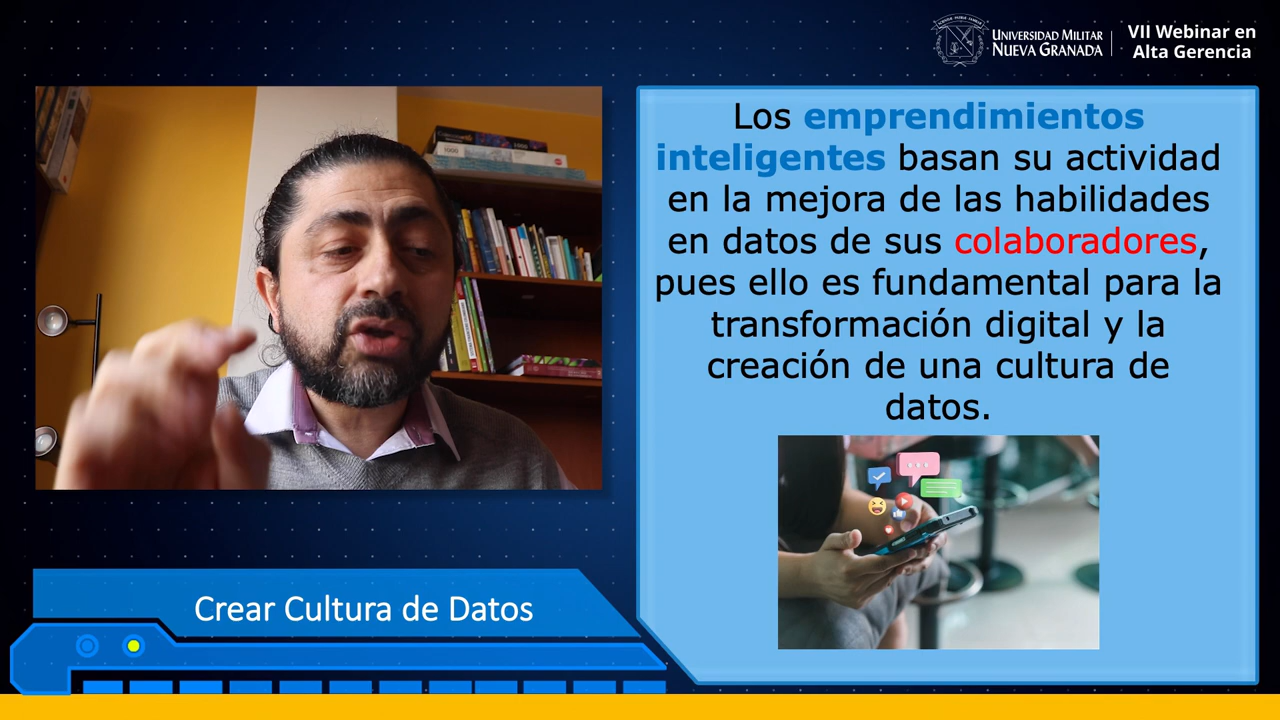 UNIVERSIDAD MILITAR
NUEVA GRANADA
VII Webinar en
Alta Gerencia
Los emprendimientos
inteligentes basan su actividad
en la mejora de las habilidades
en datos de sus colaboradores,
pues ello es fundamental para la
transformación digital y la
creación de una cultura de
datos.
Crear Cultura de Datos